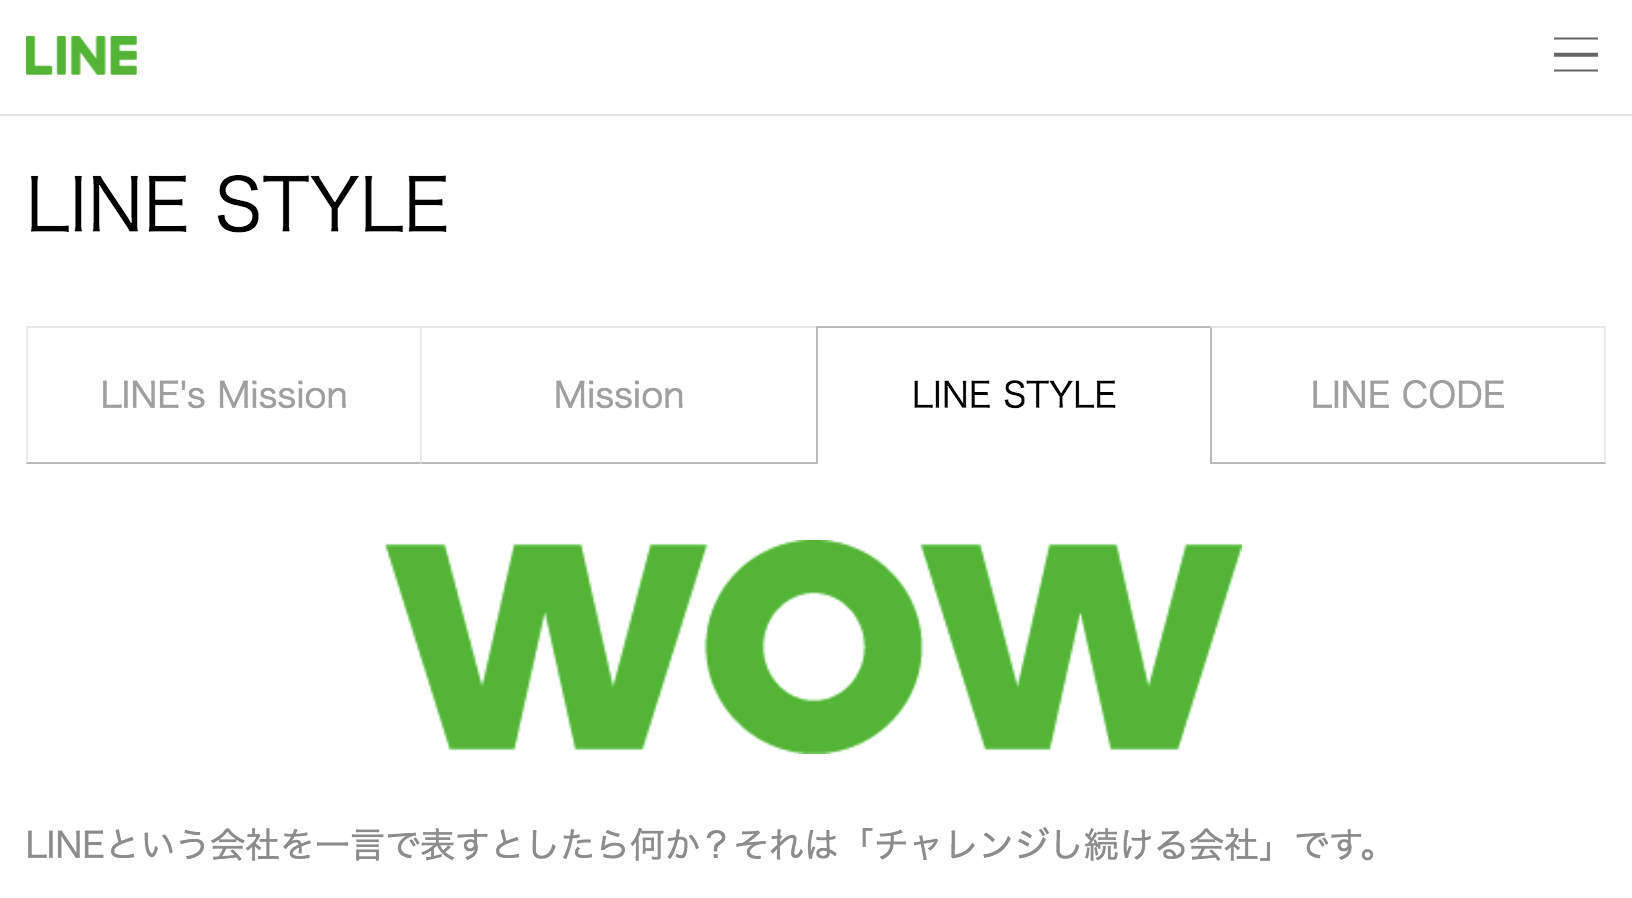 LINE
LINE STYLE
LINE's Mission
Mission
LINE STYLE
LINE CODE
WOW
LINEという会社を一言で表すとしたら何か？それは「チャレンジし続ける会社」です。